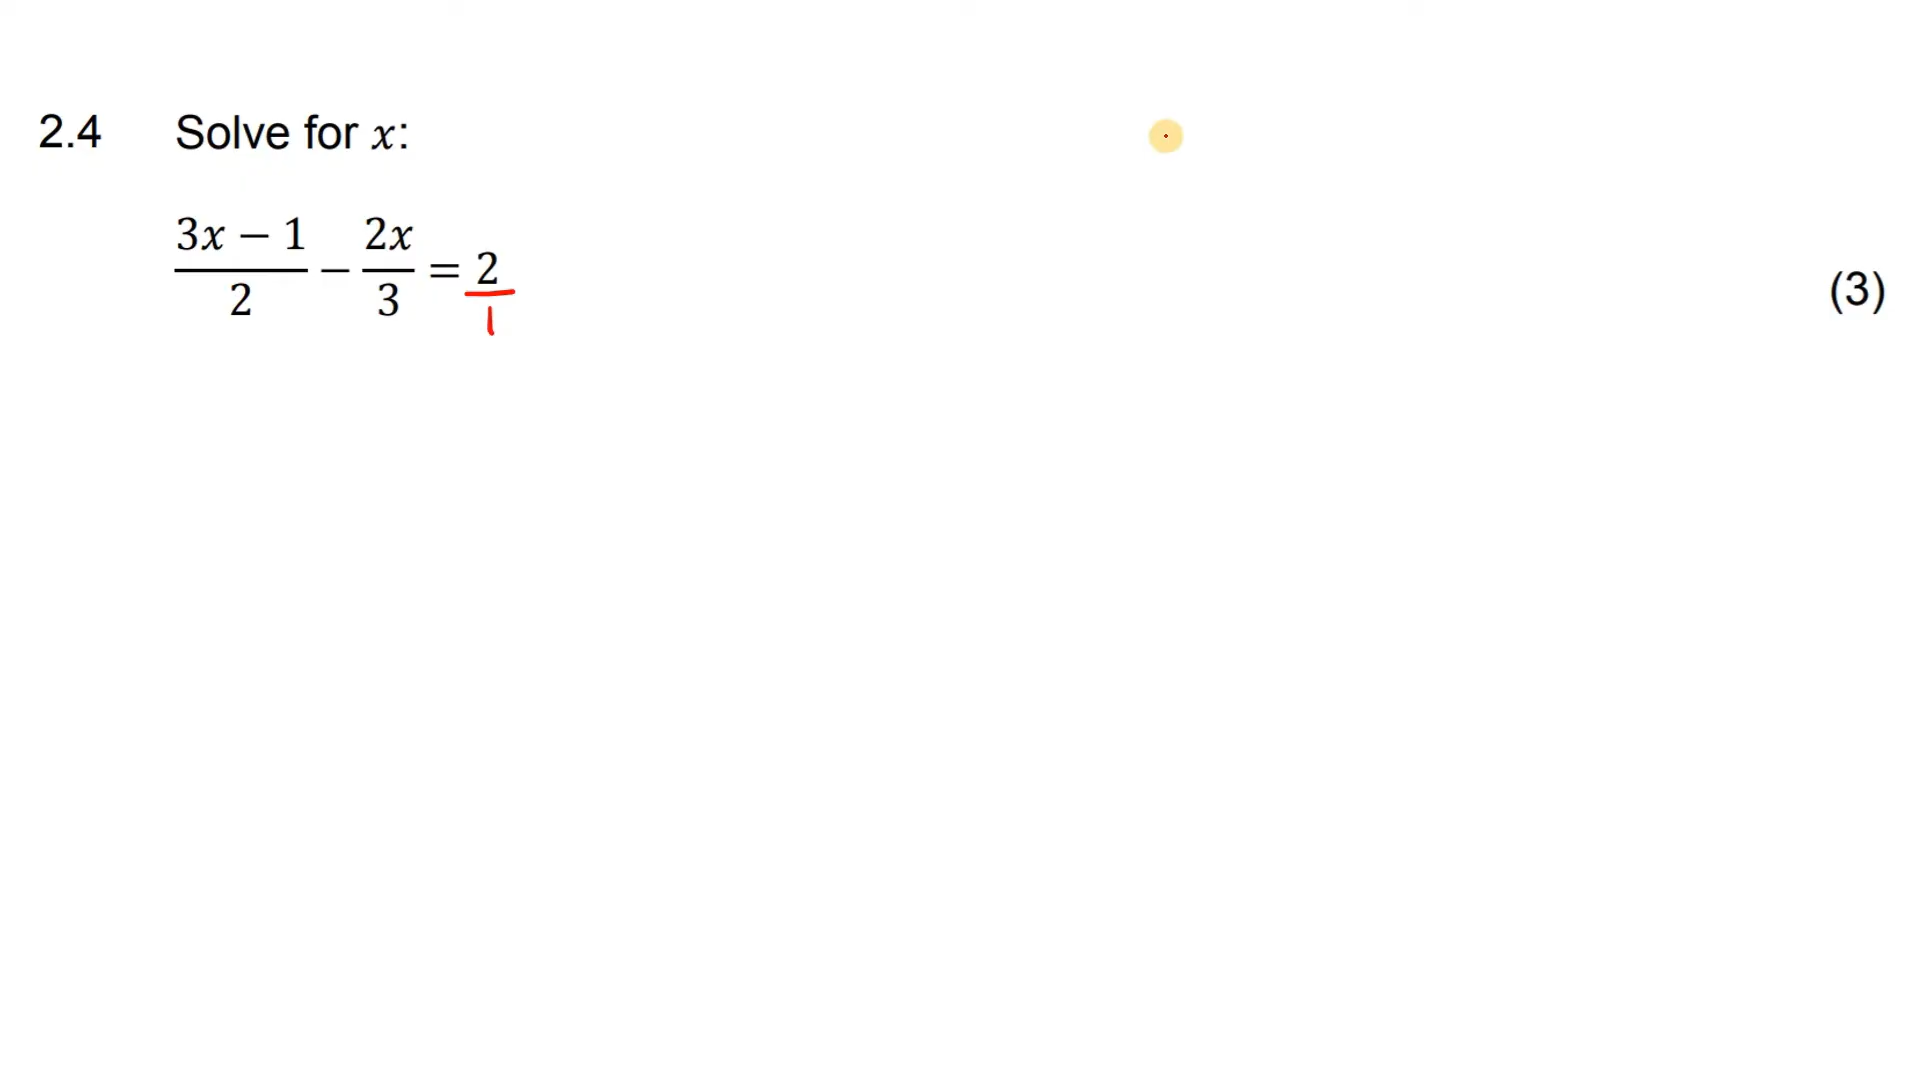 2.4 Solve for x:
3x − 1/2 − 2x/3 = 2/1
(3)